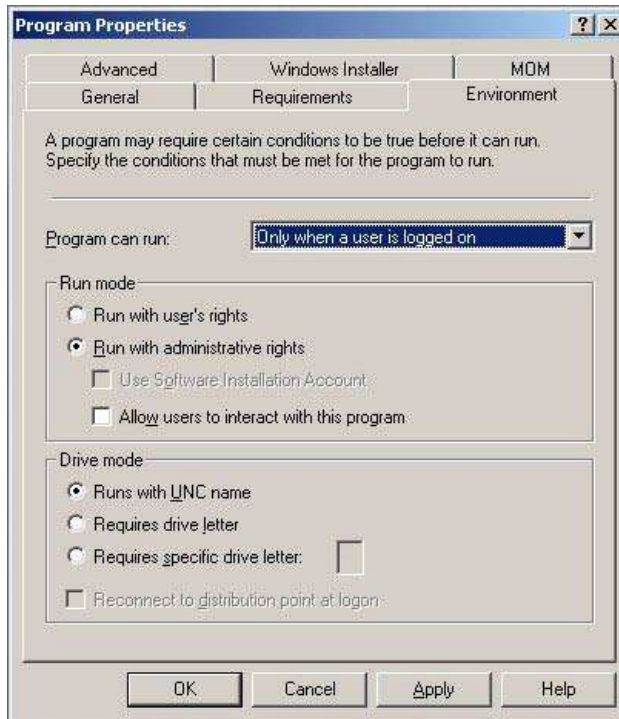 Program Properties
? X
Advanced Windows Installer MOM
General Requirements Environment
A program may require certain conditions to be true before it can run.
Specify the conditions that must be met for the program to run.
Program can run: Only when a user is logged on
Run mode
Run with user's rights
Run with administrative rights
Use Software Installation Account
Allow users to interact with this program
Drive mode
Runs with UNC name
Requires drive letter
Requires specific drive letter:
Reconnect to distribution point at logon
OK Cancel Apply Help